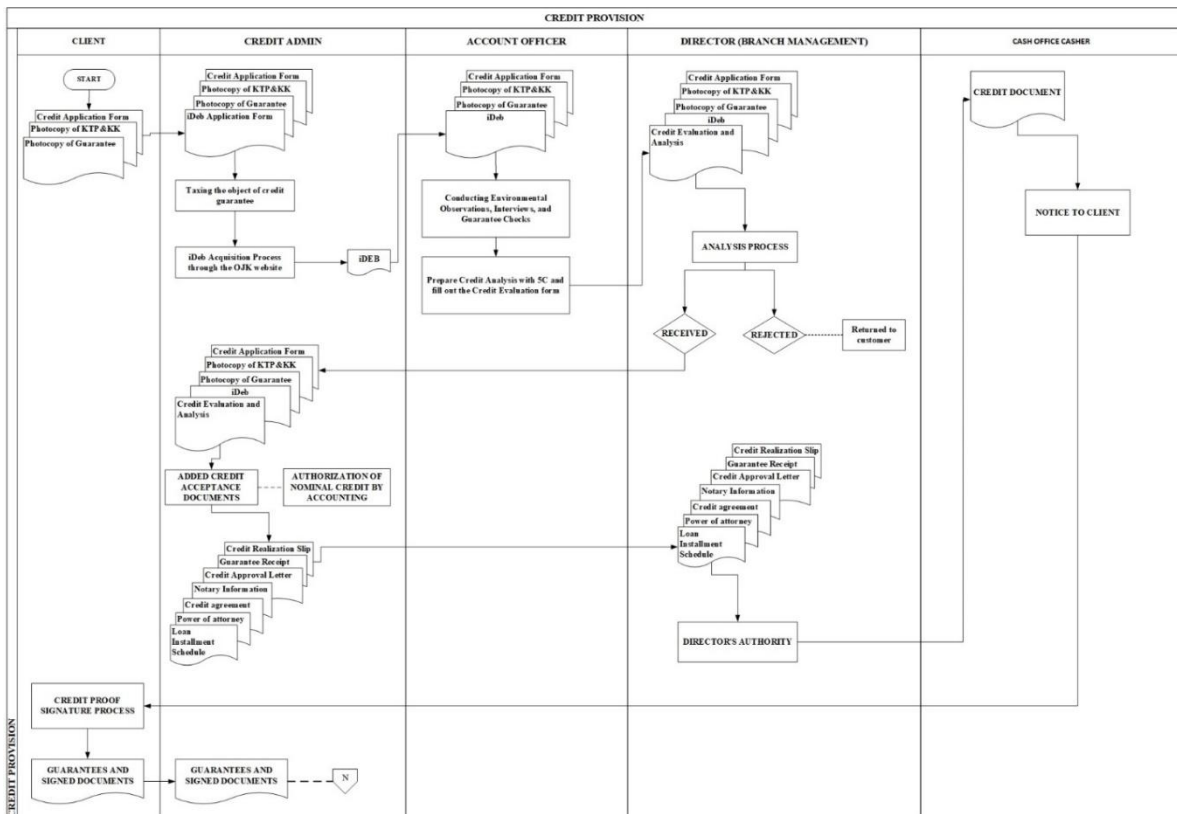 CREDIT PROVISION
CLIENT
CREDIT ADMIN
ACCOUNT OFFICER
DIRECTOR (BRANCH MANAGEMENT)
CASH OFFICE CASHER
START
Credit Application Form
Photocopy of KTP&KK
Photocopy of Guarantee
Credit Application Form
Photocopy of KTP&KK
Photocopy of Guarantee
iDeb Application Form
Taxing the object of credit
guarantee
iDeb Acquisition Process
through the OJK website
iDEB
Credit Application Form
Photocopy of KTP&KK
Photocopy of Guarantee
iDeb
Conducting Environmental
Observations, Interviews, and
Guarantee Checks
Prepare Credit Analysis with 5C and
fill out the Credit Evaluation form
Credit Application Form
Photocopy of KTP&KK
Photocopy of Guarantee
iDeb
Credit Evaluation and
Analysis
ANALYSIS PROCESS
RECEIVED
REJECTED
Returned to
customer
CREDIT DOCUMENT
NOTICE TO CLIENT
Credit Application Form
Photocopy of KTP&KK
Photocopy of Guarantee
iDeb
Credit Evaluation and
Analysis
ADDED CREDIT
ACCEPTANCE
DOCUMENTS
AUTHORIZATION OF
NOMINAL CREDIT BY
ACCOUNTING
Credit Realization Slip
Guarantee Receipt
Credit Approval Letter
Notary Information
Credit agreement
Power of attorney
Loan
Installment
Schedule
Credit Realization Slip
Guarantee Receipt
Credit Approval Letter
Notary Information
Credit agreement
Power of attorney
Loan
Installment
Schedule
DIRECTOR'S AUTHORITY
CREDIT PROOF
SIGNATURE PROCESS
GUARANTEES AND
SIGNED DOCUMENTS
GUARANTEES AND
SIGNED DOCUMENTS
N
CREDIT PROVISION